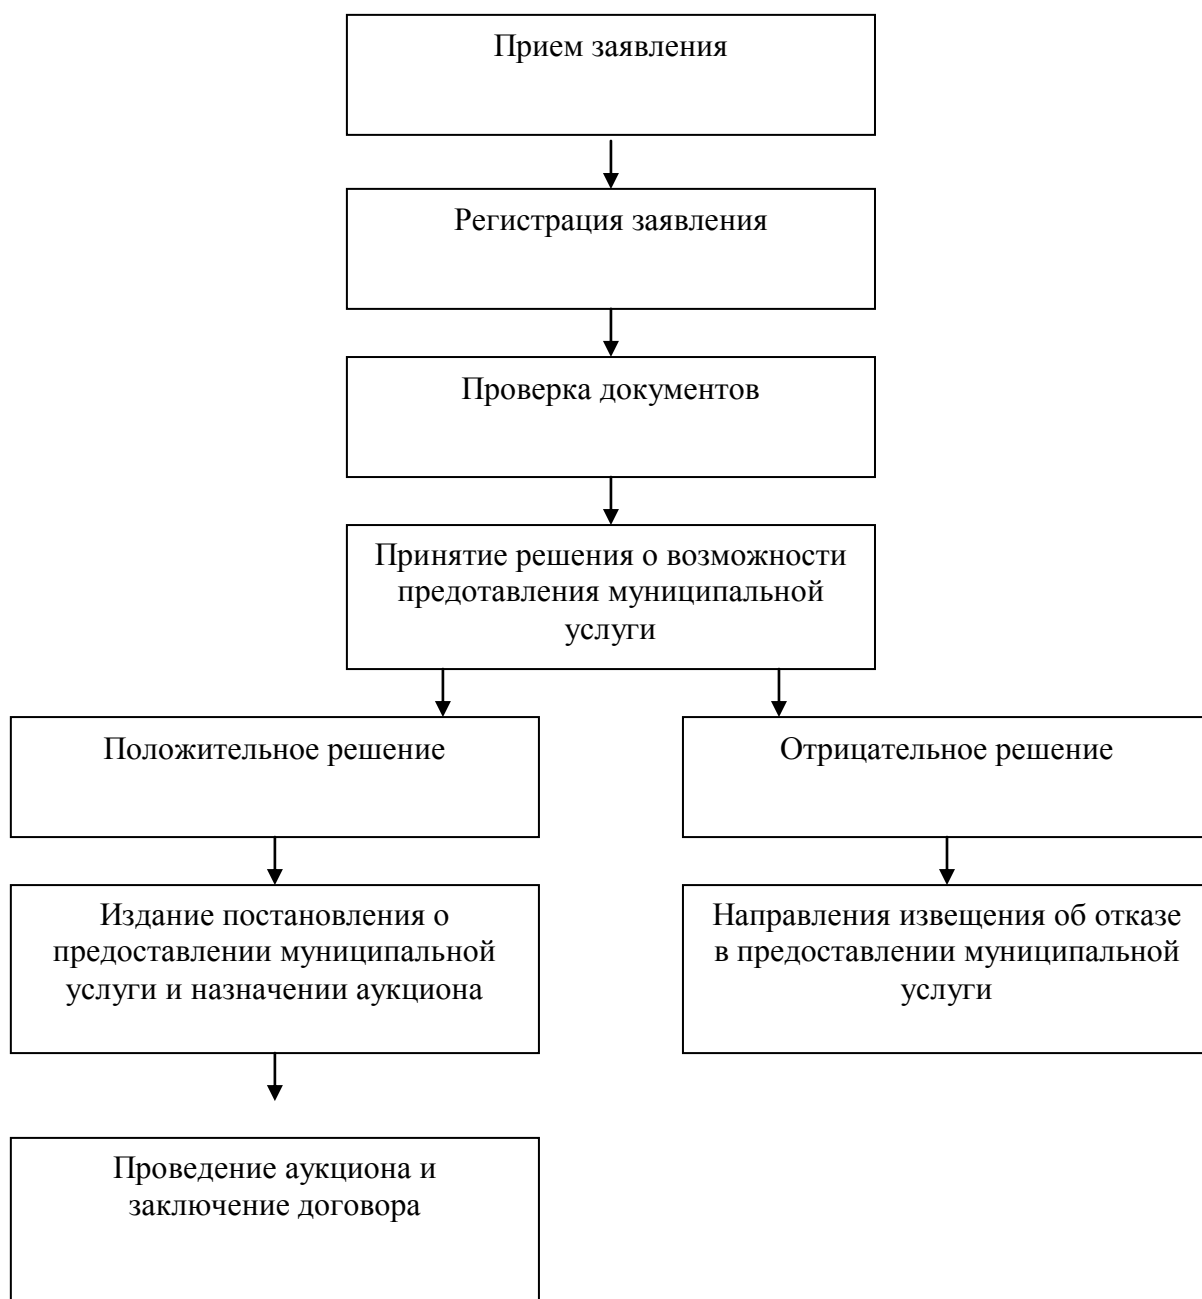 Прием заявления
Регистрация заявления
Проверка документов
Принятие решения о возможности
предотавления муниципальной
услуги
Положительное решение
Отрицательное решение
Издание постановления о
предоставлении муниципальной
услуги и назначении аукциона
Направления извещения об отказе
в предоставлении муниципальной
услуги
Проведение аукциона и
заключение договора